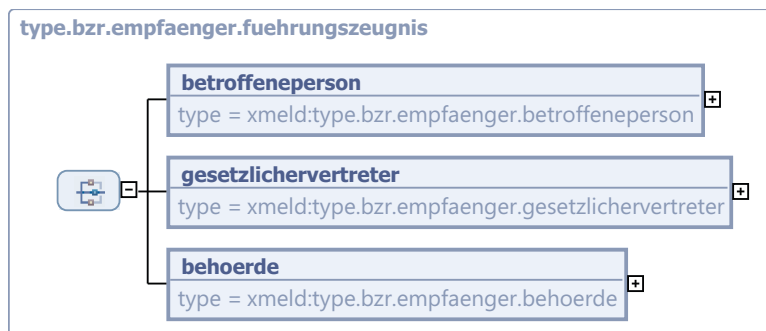 type.bzr.empfaenger.fuehrungszeugnis
betroffeneperson
type = xmeld:type.bzr.empfaenger.betroffeneperson
gesetzlichervertreter
type = xmeld:type.bzr.empfaenger.gesetzlichervertreter
behoerde
type = xmeld:type.bzr.empfaenger.behoerde